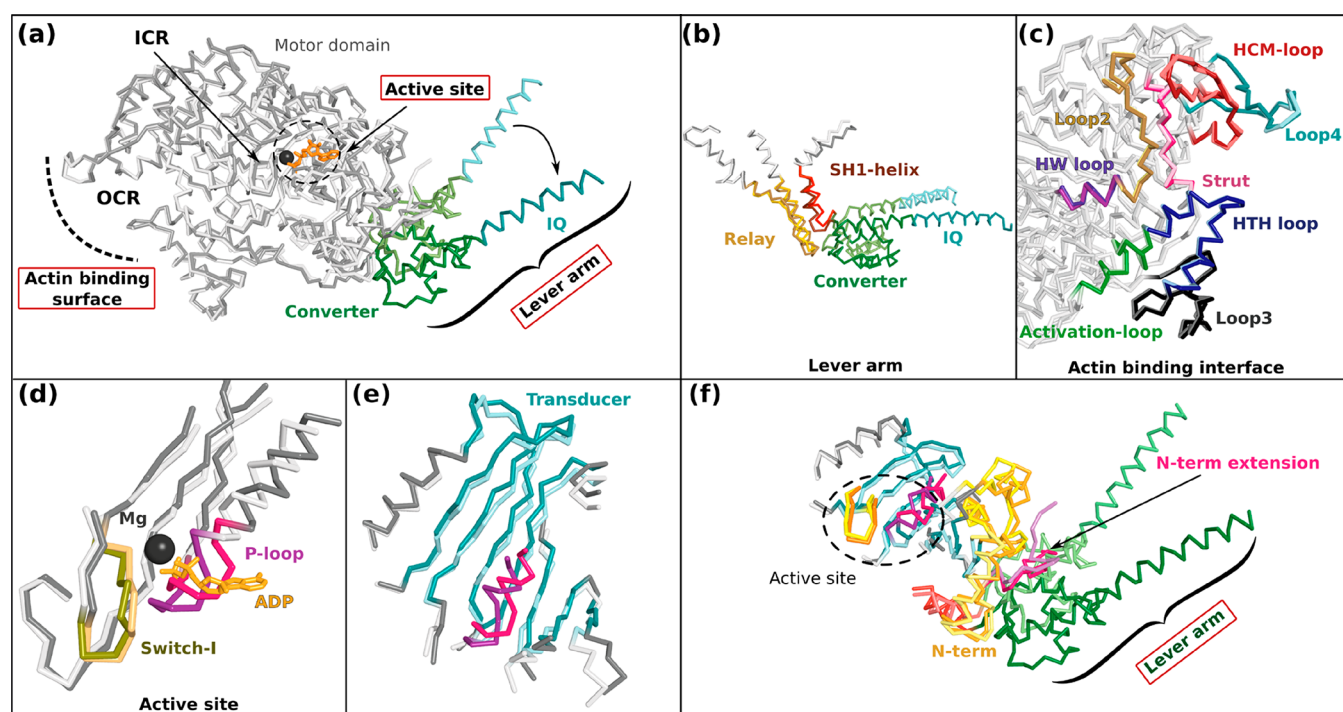 (a)
ICR
Motor domain
Active site
OCR
Actin binding
surface
IQ
Converter
Lever arm
(b)
SH1-helix
Relay
IQ
Converter
Lever arm
(c)
HCM-loop
Loop2
Loop4
HW loop
Strut
HTH loop
Loop3
Activation-loop
Actin binding interface
(d)
Mg
P-loop
ADP
Switch-I
Active site
(e)
Transducer
(f)
N-term extension
Active site
N-term
Lever arm